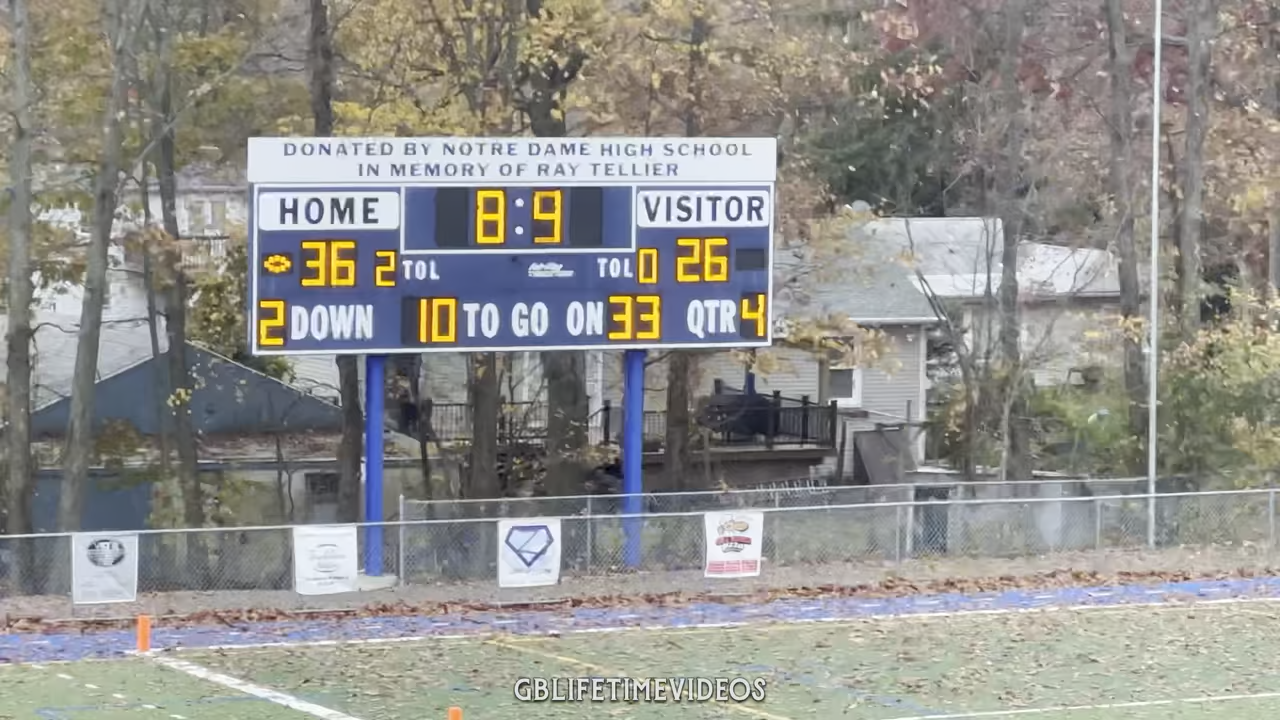 DONATED BY NOTRE DAME HIGH SCHOOL
IN MEMORY OF RAY TELLIER
HOME 8:9 VISITOR
36 2 TOL TOL 0 26
2 DOWN 10 TO GO ON 33 QTR 4
GBLIFETIMEVIDEOS